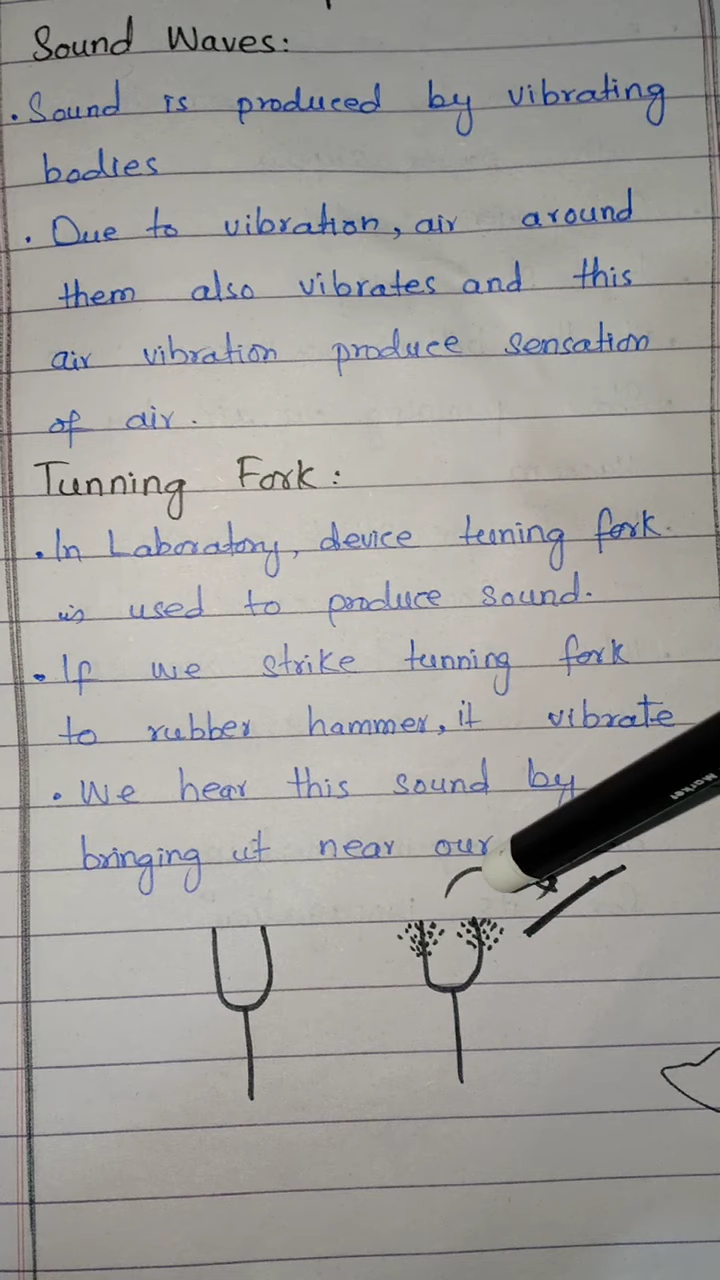 Sound Waves:
. Sound is produced by vibrating
bodies
. Due to vibration, air around
them also vibrates and this
air vibration produce sensation
of air.
Tunning Fork:
. In Laboratory, device tuning fork
is used to produce sound.
. If we strike tunning fork
to rubber hammer, it vibrate
. We hear this sound by
bringing it near our
Marker